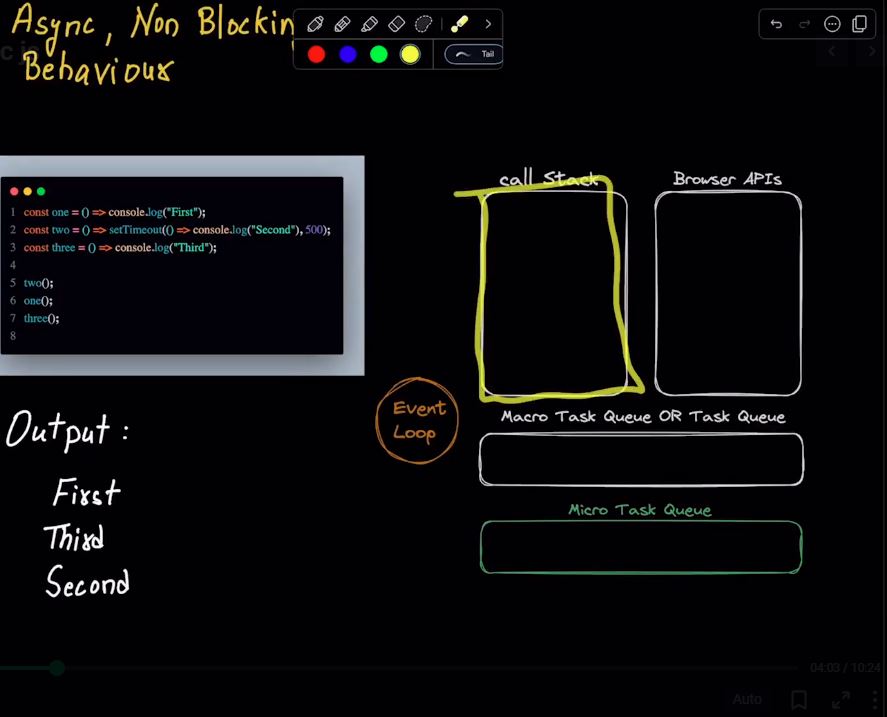 Async, Non Blockin
Behaviour
Tail
c js
1 const one = () => console.log("First");
2 const two = () => setTimeout(() => console.log("Second"), 500);
3 const three = () => console.log("Third");
4
5 two();
6 one();
7 three();
8
call Stack
Browser APIs
Event
Loop
Macro Task Queue OR Task Queue
Micro Task Queue
Output :
First
Third
Second
04:03 / 10:24
Auto